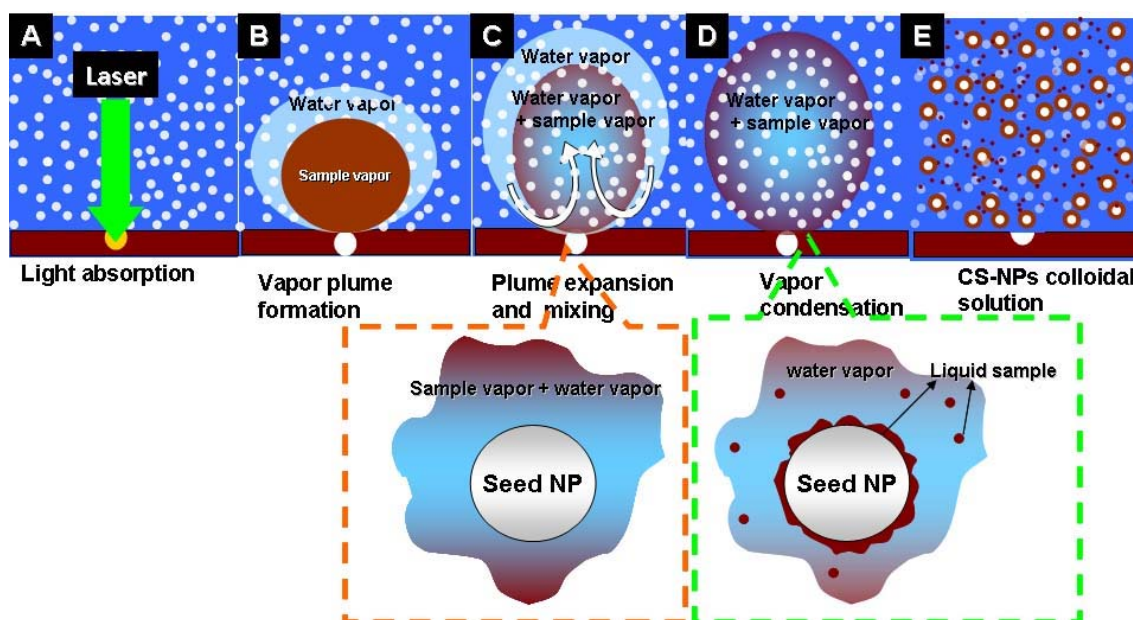 A
Laser
Light absorption
B
Water vapor
Sample vapor
Vapor plume
formation
C
Water vapor
Water vapor
+ sample vapor
Plume expansion
and mixing
D
Water vapor
+ sample vapor
Vapor
condensation
E
CS-NPs colloidal
solution
Sample vapor + water vapor
Seed NP
water vapor
Liquid sample
Seed NP